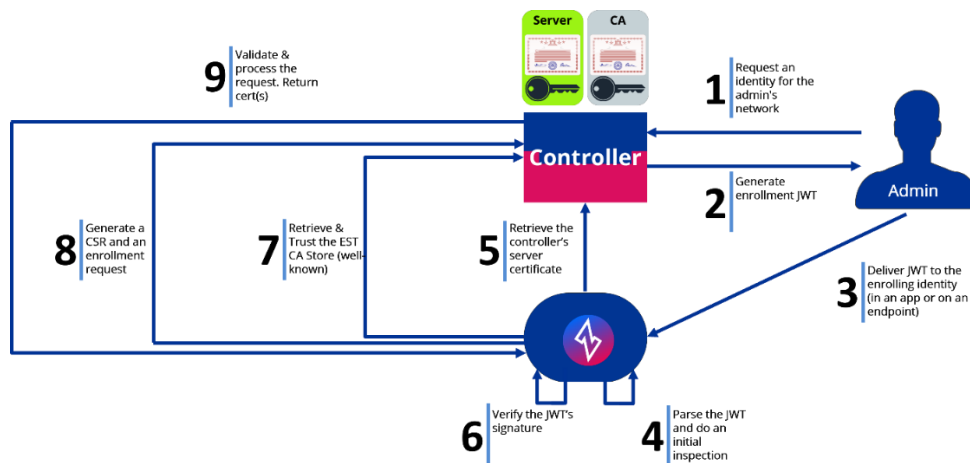 Server
CA
9
Validate &
process the
request. Return
cert(s)
1
Request an
identity for the
admin's
network
Controller
Admin
2
Generate
enrollment JWT
8
Generate a
CSR and an
enrollment
request
7
Retrieve &
Trust the EST
CA Store (well-
known)
5
Retrieve the
controller's
server
certificate
3
Deliver JWT to the
enrolling identity
(in an app or on an
endpoint)
6
Verify the JWT's
signature
4
Parse the JWT
and do an
initial
inspection